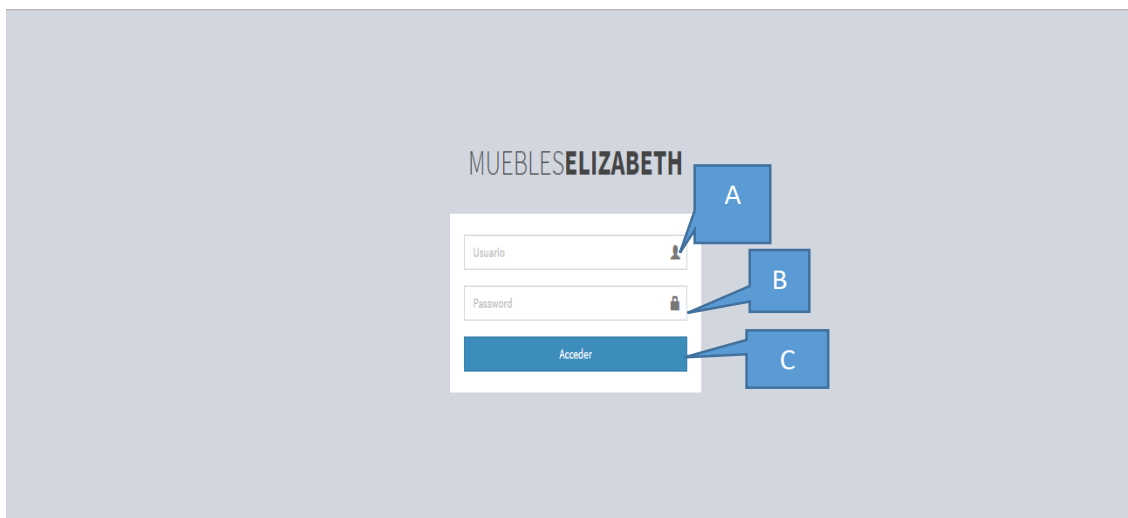 MUEBLESELIZABETH
A
Usuario
B
Password
Acceder
C